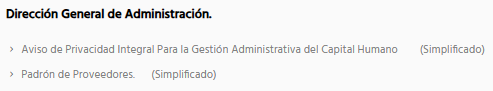 Dirección General de Administración.
› Aviso de Privacidad Integral Para la Gestión Administrativa del Capital Humano (Simplificado)
› Padrón de Proveedores. (Simplificado)